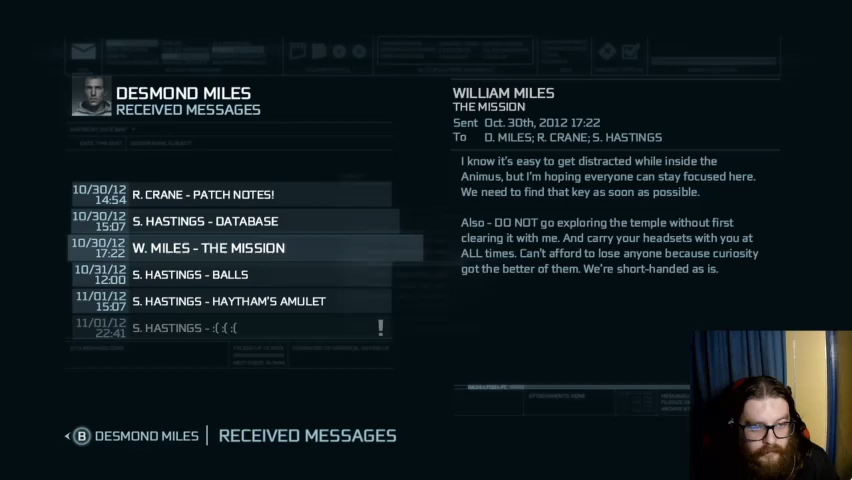 DESMOND MILES
RECEIVED MESSAGES
10/30/12
14:54
R. CRANE - PATCH NOTES!
10/30/12
15:07
S. HASTINGS - DATABASE
10/30/12
17:22
W. MILES - THE MISSION
10/31/12
12:00
S. HASTINGS - BALLS
11/01/12
15:07
S. HASTINGS - HAYTHAM'S AMULET
11/01/12
22:41
S. HASTINGS - :( :( :(
!
WILLIAM MILES
THE MISSION
Sent Oct. 30th, 2012 17:22
To D. MILES; R. CRANE; S. HASTINGS
I know it's easy to get distracted while inside the
Animus, but I'm hoping everyone can stay focused here.
We need to find that key as soon as possible.
Also - DO NOT go exploring the temple without first
clearing it with me. And carry your headsets with you at
ALL times. Can't afford to lose anyone because curiosity
got the better of them. We're short-handed as is.
B DESMOND MILES | RECEIVED MESSAGES